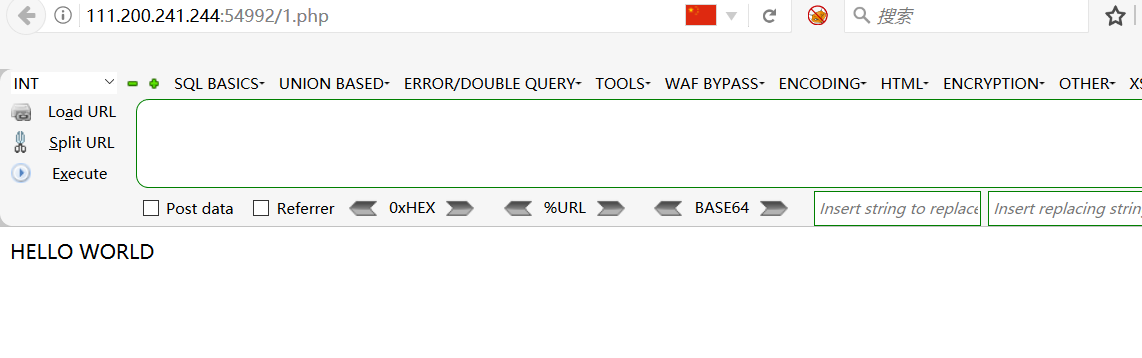 111.200.241.244:54992/1.php
搜索
INT SQL BASICS UNION BASED ERROR/DOUBLE QUERY TOOLS WAF BYPASS ENCODING HTML ENCRYPTION OTHER XS
Load URL
Split URL
Execute
Post data Referrer 0xHEX %URL BASE64 Insert string to replace Insert replacing string
HELLO WORLD